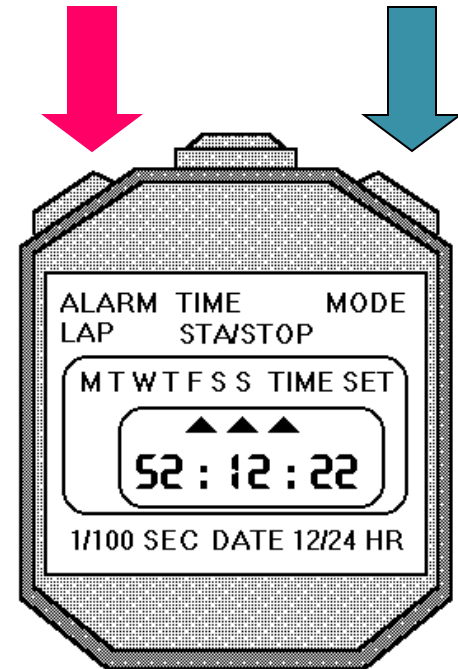 ALARM TIME MODE
LAP STA/STOP
M T W T F S S TIME SET
52 : 12 : 22
1/100 SEC DATE 12/24 HR